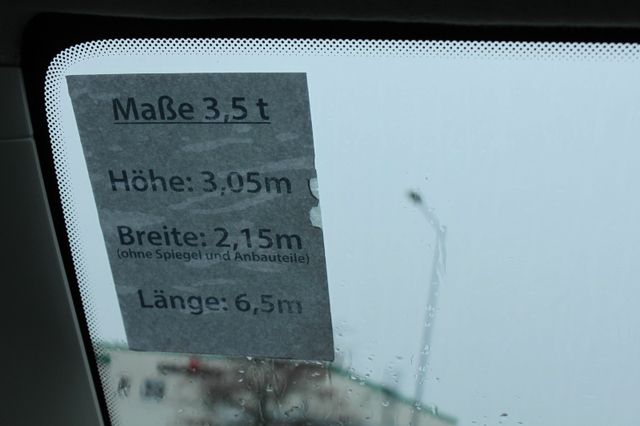 Maße 3,5 t
Höhe: 3,05m
Breite: 2,15m
(ohne Spiegel und Anbauteile)
Länge: 6,5m